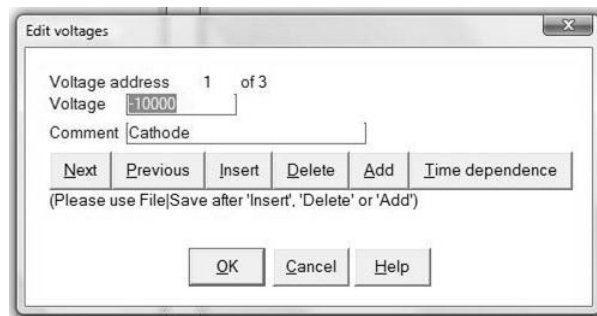 Edit voltages
x
Voltage address 1 of 3
Voltage -10000
Comment Cathode
Next Previous Insert Delete Add Time dependence
(Please use File|Save after 'Insert', 'Delete' or 'Add')
OK Cancel Help